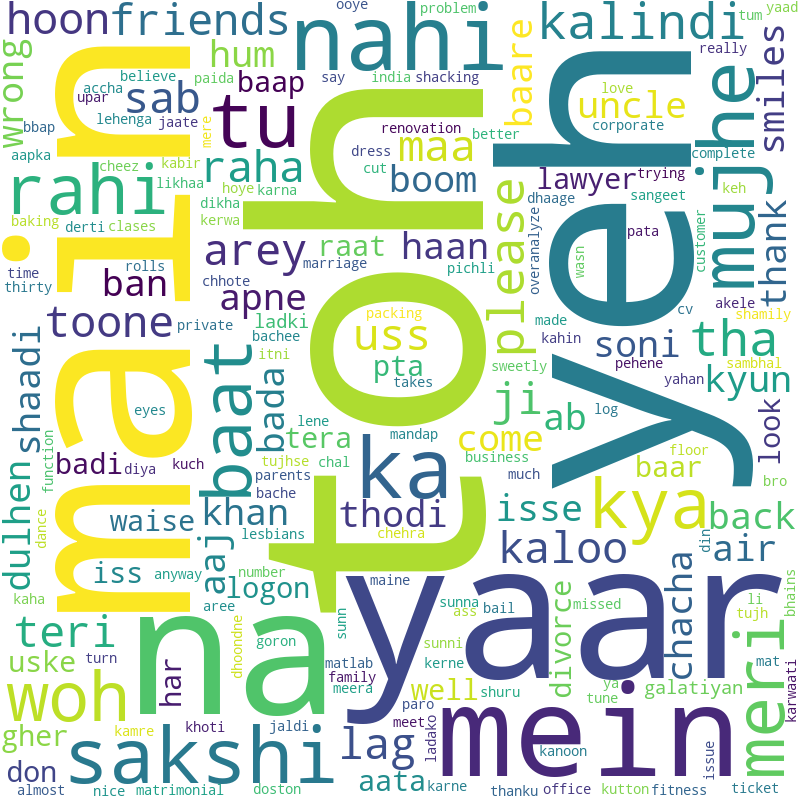 hoon
friends
nahi
ooye
problem
kalindi
tum
yaad
wrong
main
hum
baap
say
india
shacking
baare
yeh
really
smiles
believe
accha
paida
upar
sab
tu
toh
love
uncle
mujhe
bbap
lehenga
jaate
mere
renovation
better
corporate
aapka
cheez
kabir
raha
dress
maa
complete
rahi
likhaa
hoye
karna
cut
boom
please
lawyer
trying
keh
baking
derti
clases
dikha
kerwa
dhaage
sangeet
thank
time
rolls
arey
raat
haan
overanalyze
wasn
pata
customer
thirty
ban
chhote
marriage
pichli
apne
cv
akele
toone
private
ladki
packing
made
shamily
shaadi
baat
bachee
uss
kahin
soni
tha
itni
pta
sweetly
pehene
sambhal
eyes
bada
takes
ji
yahan
kyun
look
lene
ab
log
function
tera
mandap
come
dulhen
badi
diya
kuch
tujhse
chal
business
much
baar
floor
parents
ka
bro
dance
waise
khan
bache
thodi
isse
kya
back
lesbians
chehra
iss
anyway
aaj
logon
number
maine
kaloo
din
air
kaha
yaar
aree
sunn
sunna
ass
bail
divorce
missed
chacha
li
tujh
bhains
teri
na
goron
dhoondne
sunni
meri
uske
turn
matlab
kerne
mat
woh
har
family
meera
well
shuru
ya
tune
galatiyan
karwaati
gher
khoti
paro
mein
kamre
jaldi
lag
meet
ladako
kanoon
issue
don
sakshi
aata
almost
nice
matrimonial
doston
karne
thanku
office
kutton
fitness
ticket